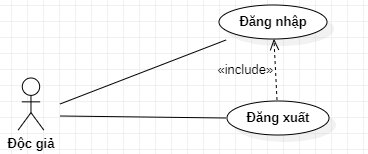 Đăng nhập
«include»
Đăng xuất
Độc giả